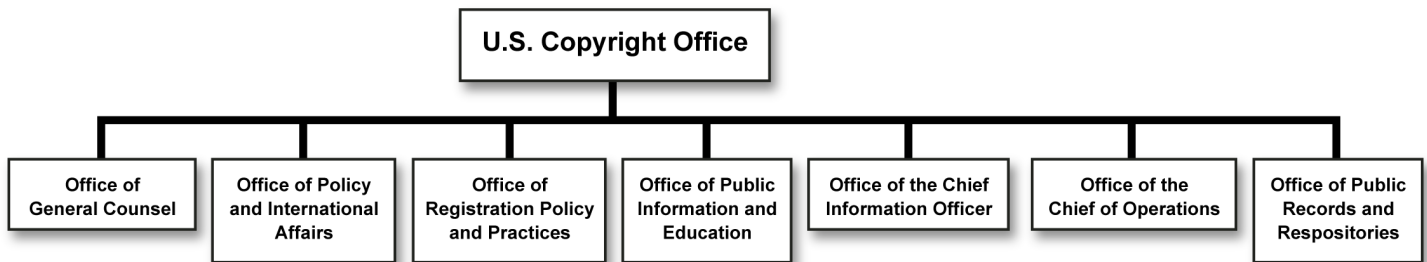 U.S. Copyright Office
Office of
General Counsel
Office of Policy
and International
Affairs
Office of
Registration Policy
and Practices
Office of Public
Information and
Education
Office of the Chief
Information Officer
Office of the
Chief of Operations
Office of Public
Records and
Respositories